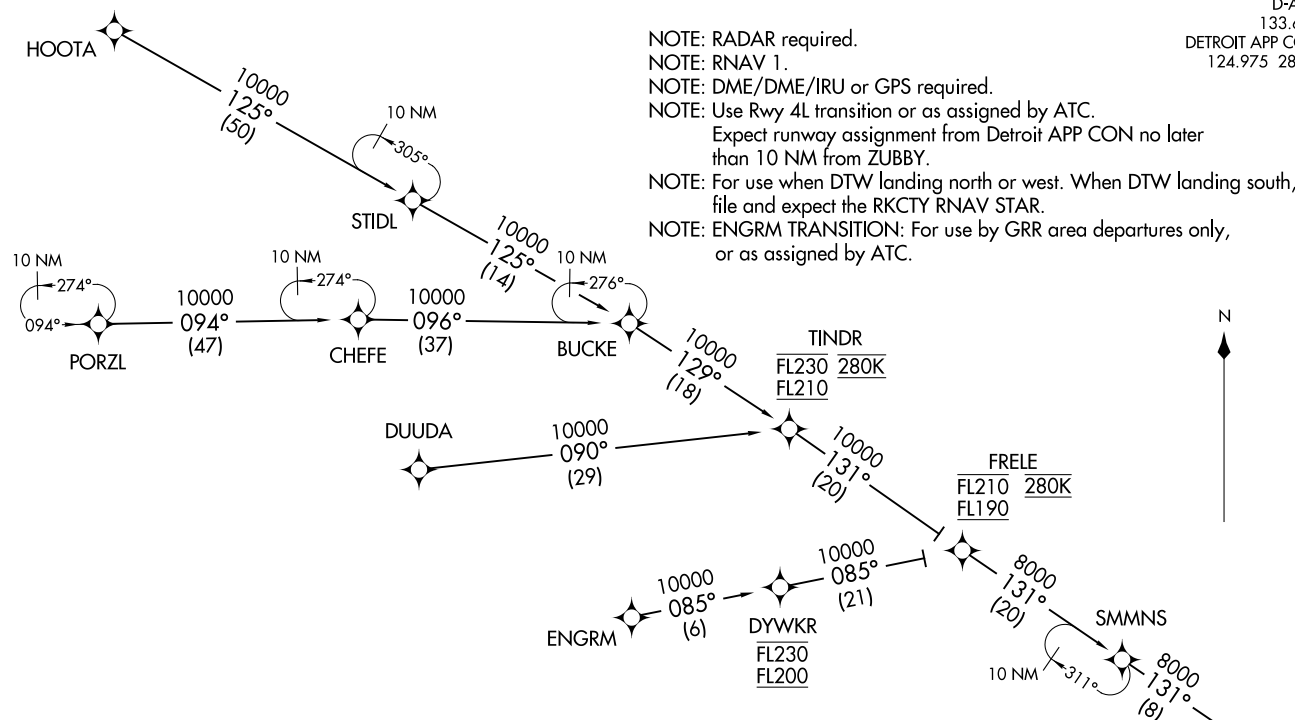 D-A
133.6
DETROIT APP CO
124.975 28
NOTE: RADAR required.
NOTE: RNAV 1.
NOTE: DME/DME/IRU or GPS required.
NOTE: Use Rwy 4L transition or as assigned by ATC.
Expect runway assignment from Detroit APP CON no later
than 10 NM from ZUBBY.
NOTE: For use when DTW landing north or west. When DTW landing south,
file and expect the RKCTY RNAV STAR.
NOTE: ENGRM TRANSITION: For use by GRR area departures only,
or as assigned by ATC.
HOOTA
10000
125°
(50)
10 NM
305°
STIDL
10000
125°
(14)
10 NM
274°
094°
PORZL
10000
094°
(47)
10 NM
274°
CHEFE
10000
096°
(37)
10 NM
276°
BUCKE
10000
129°
(18)
TINDR
FL230 280K
FL210
N
DUUDA
10000
090°
(29)
10000
131°
(20)
FRELE
FL210 280K
FL190
ENGRM
10000
085°
(6)
DYWKR
FL230
FL200
10000
085°
(21)
8000
131°
(20)
SMMNS
10 NM
311°
8000
131°
(8)